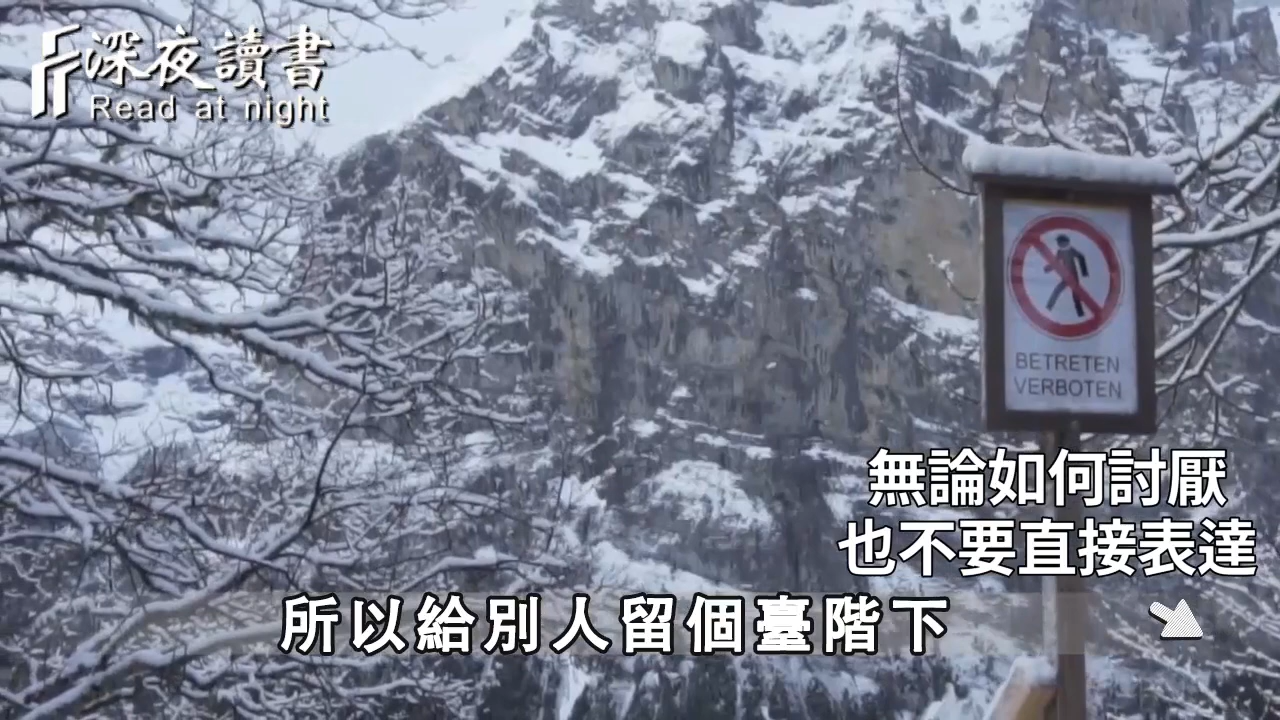 深夜讀書
Read at night
BETRETEN
VERBOTEN
無論如何討厭
也不要直接表達
所以給別人留個臺階下